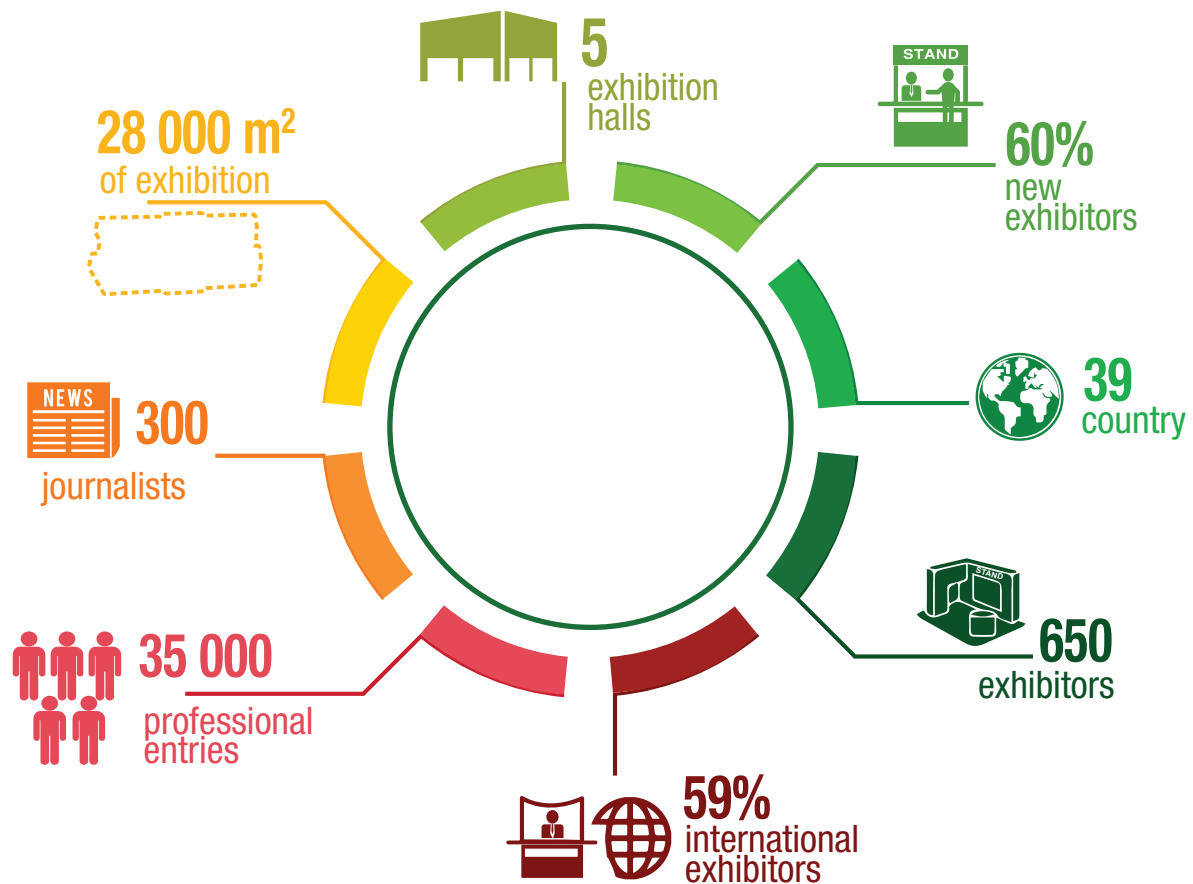 5
exhibition
halls
STAND
60%
new
exhibitors
39
country
STAND
650
exhibitors
59%
international
exhibitors
35 000
professional
entries
NEWS
300
journalists
28 000 m²
of exhibition